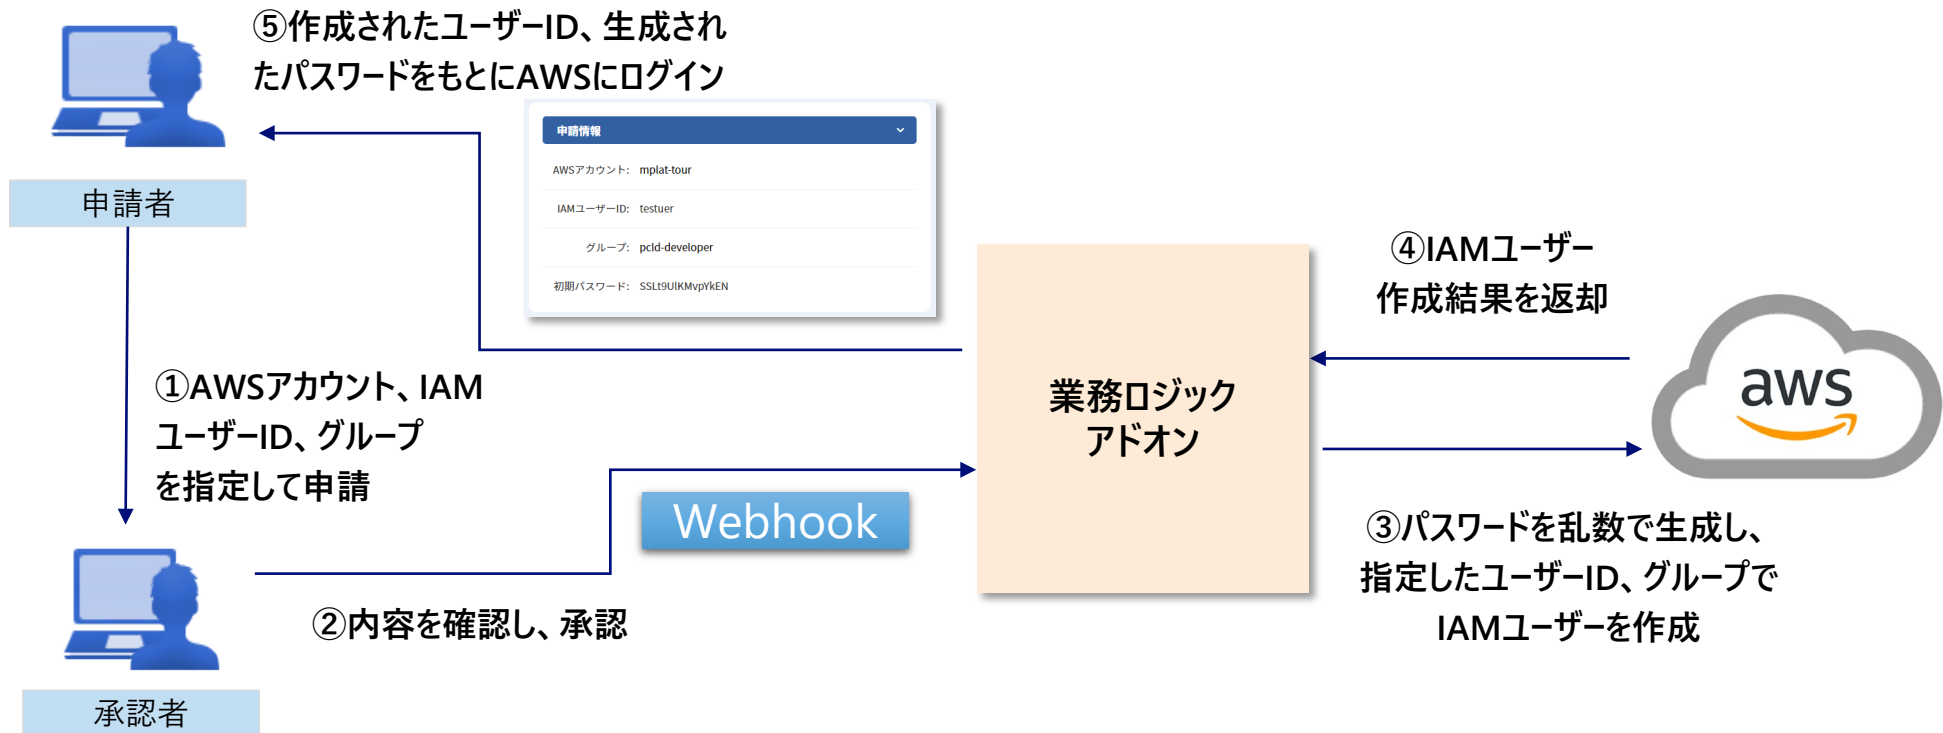 ⑤作成されたユーザーID、生成され
たパスワードをもとにAWSにログイン
申請情報
AWSアカウント: mplat-tour
IAMユーザーID: testuer
グループ: pcld-developer
初期パスワード: SSLt9UlKMvpYkEN
申請者
①AWSアカウント、IAM
ユーザーID、グループ
を指定して申請
承認者
②内容を確認し、承認
Webhook
業務ロジック
アドオン
④IAMユーザー
作成結果を返却
aws
③パスワードを乱数で生成し、
指定したユーザーID、グループで
IAMユーザーを作成